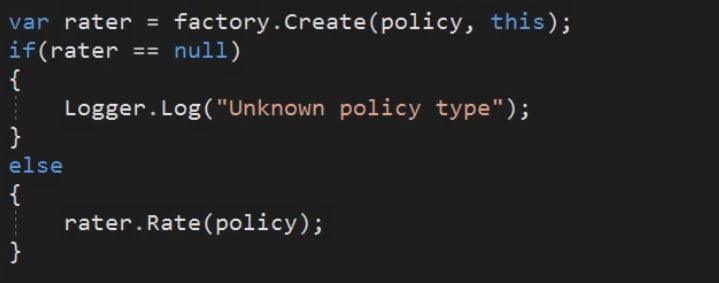 var rater = factory.Create(policy, this);
if(rater == null)
{
    Logger.Log("Unknown policy type");
}
else
{
    rater.Rate(policy);
}